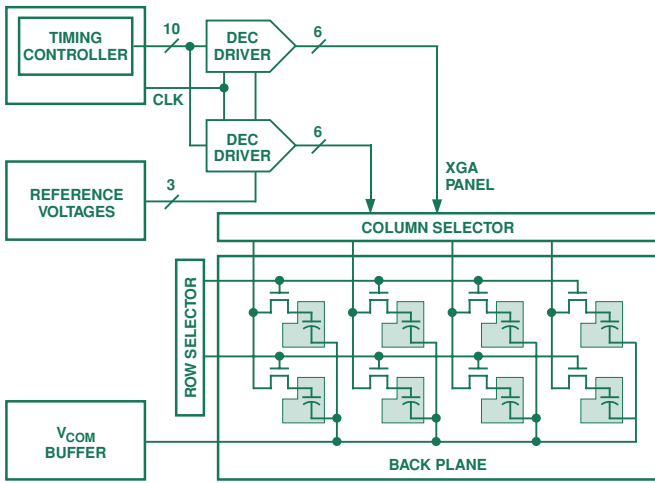 TIMING
CONTROLLER
10
DEC
DRIVER
6
CLK
DEC
DRIVER
6
REFERENCE
VOLTAGES
3
XGA
PANEL
COLUMN SELECTOR
ROW SELECTOR
VCOM
BUFFER
BACK PLANE